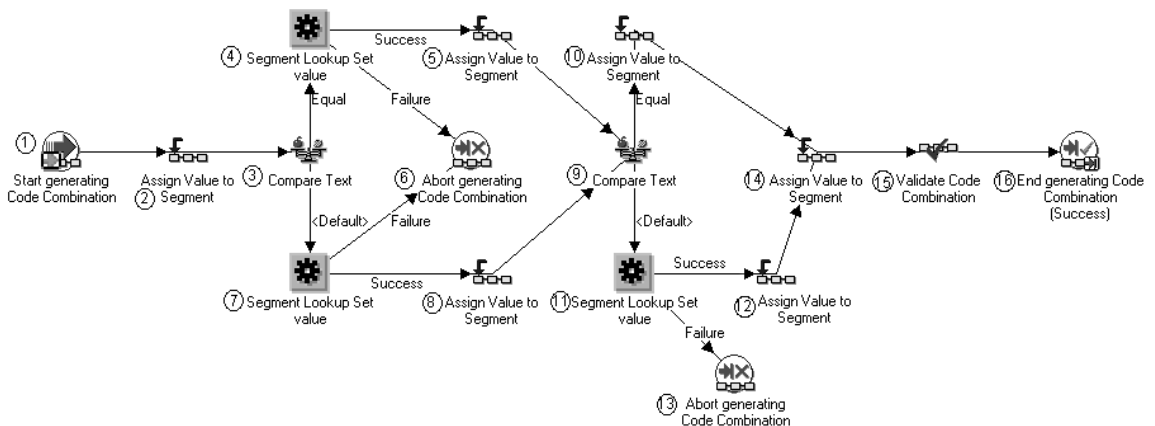 4 Segment Lookup Set
value
Success
5 Assign Value to
Segment
10 Assign Value to
Segment
Equal
Failure
Equal
1
Start generating
Code Combination
Assign Value to
2 Segment
3 Compare Text
6 Abort generating
Code Combination
9 Compare Text
14 Assign Value to
Segment
15 Validate Code
Combination
16 End generating Code
Combination
(Success)
<Default>
Failure
<Default>
7 Segment Lookup Set
value
Success
8 Assign Value to
Segment
11 Segment Lookup Set
value
Success
12 Assign Value to
Segment
Failure
13 Abort generating
Code Combination